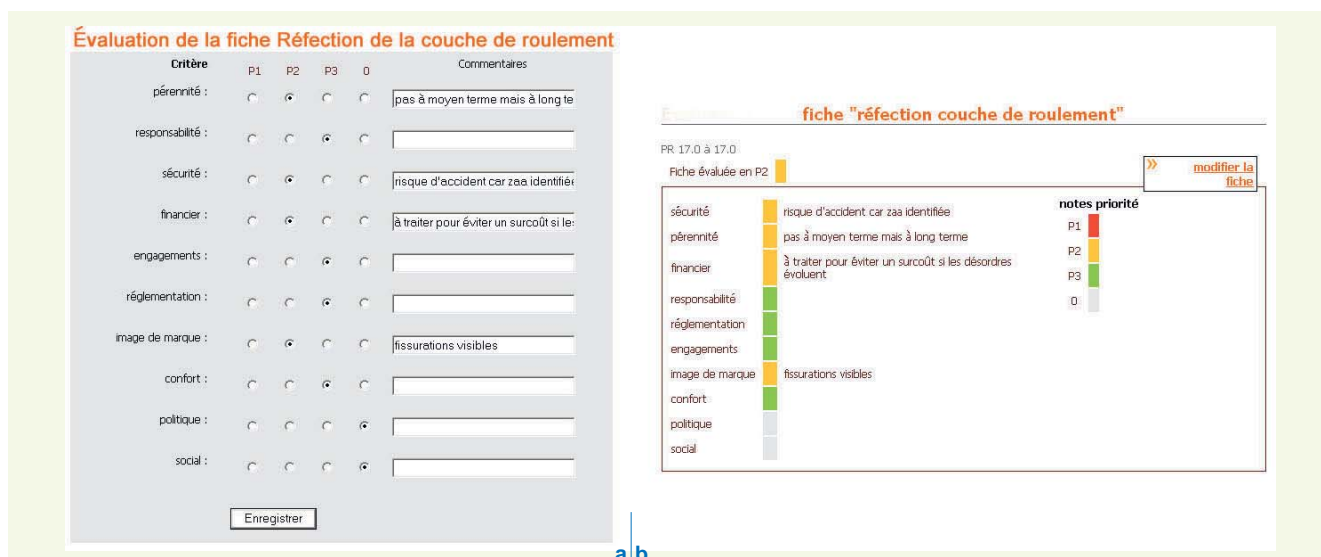 Évaluation de la fiche Réfection de la couche de roulement
Critère P1 P2 P3 0 Commentaires
pérennité : pas à moyen terme mais à long te
responsabilité :
sécurité : risque d'accident car zaa identifiée
financier : à traiter pour éviter un surcoût si le
engagements :
réglementation :
image de marque : fissurations visibles
confort :
politique :
social :
Enregistrer
fiche "réfection couche de roulement"
PR 17.0 à 17.0
Fiche évaluée en P2
» modifier la
fiche
sécurité risque d'accident car zaa identifiée
pérennité pas à moyen terme mais à long terme
financier à traiter pour éviter un surcoût si les désordres
évoluent
responsabilité
réglementation
engagements
image de marque fissurations visibles
confort
politique
social
notes priorité
P1
P2
P3
0
a b